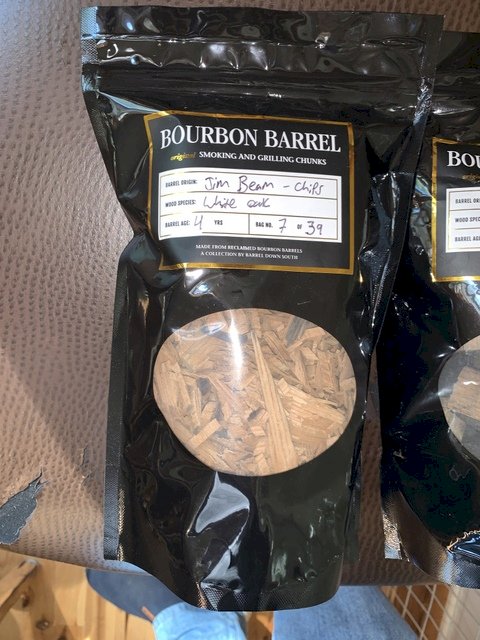 BOURBON BARREL
original SMOKING AND GRILLING CHUNKS
BARREL ORIGIN: Jim Beam - Chips
WOOD SPECIES: White oak
BARREL AGE: 4 YRS BAG NO. 7 OF 39
MADE FROM RECLAIMED BOURBON BARRELS
A COLLECTION BY BARREL DOWN SOUTH
BOU
BARREL ORI
WOOD SPECI
BARREL AGE